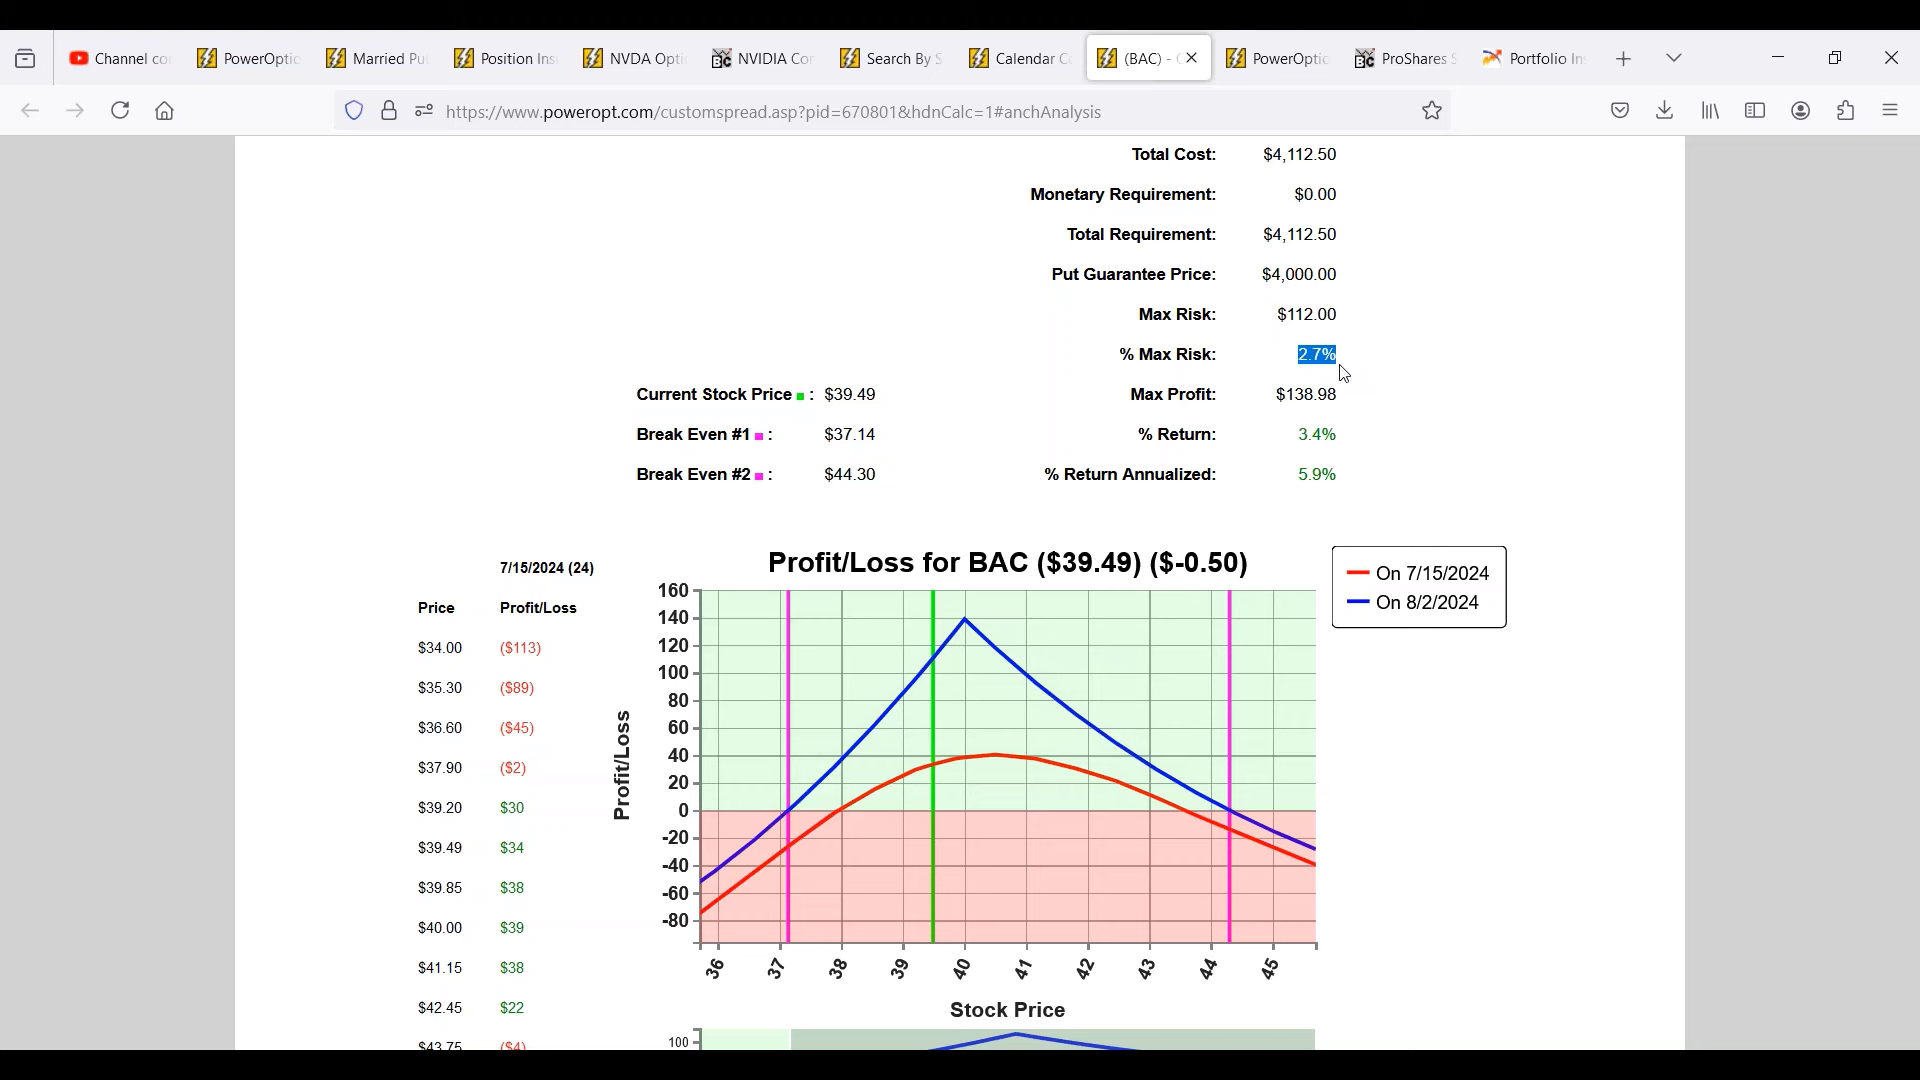 Channel co
PowerOptic
Married Pu
Position Ins
NVDA Opti
NVIDIA Cor
Search By S
Calendar C
(BAC) - C
PowerOptic
ProShares S
Portfolio In
https://www.poweropt.com/customspread.asp?pid=670801&hdnCalc=1#anchAnalysis
Total Cost: $4,112.50
Monetary Requirement: $0.00
Total Requirement: $4,112.50
Put Guarantee Price: $4,000.00
Max Risk: $112.00
% Max Risk: 2.7%
Current Stock Price : $39.49 Max Profit: $138.98
Break Even #1 : $37.14 % Return: 3.4%
Break Even #2 : $44.30 % Return Annualized: 5.9%
7/15/2024 (24)
Price Profit/Loss
$34.00 ($113)
$35.30 ($89)
$36.60 ($45)
$37.90 ($2)
$39.20 $30
$39.49 $34
$39.85 $38
$40.00 $39
$41.15 $38
$42.45 $22
$43.75 ($4)
Profit/Loss for BAC ($39.49) ($-0.50)
On 7/15/2024
On 8/2/2024
Profit/Loss
160
140
120
100
80
60
40
20
0
-20
-40
-60
-80
36 37 38 39 40 41 42 43 44 45
Stock Price
100